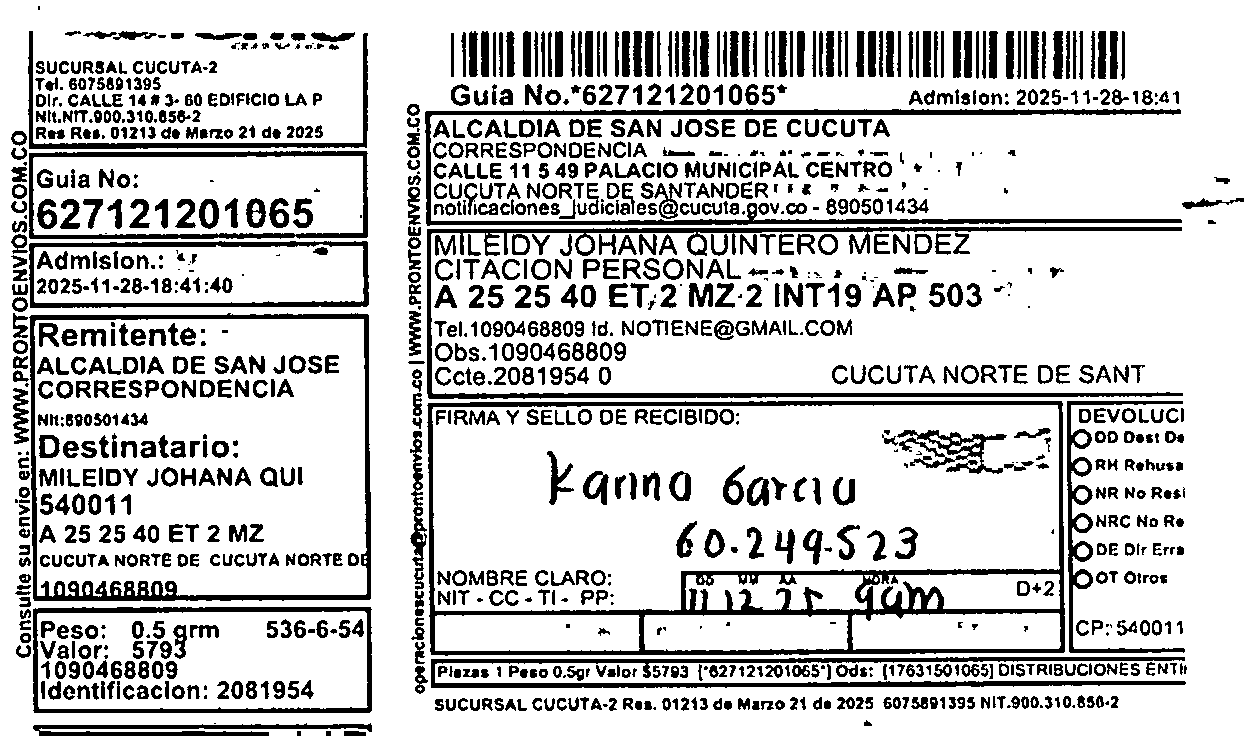 SUCURSAL CUCUTA-2
Tel. 6075891395
Dir. CALLE 14 # 3- 60 EDIFICIO LA P
Nit.NIT.900.310.856-2
Res Res. 01213 de Marzo 21 de 2025
Guia No:
627121201065
Admision.:
2025-11-28-18:41:40
Remitente:
ALCALDIA DE SAN JOSE
CORRESPONDENCIA
Nit:890501434
Destinatario:
MILEIDY JOHANA QUI
540011
A 25 25 40 ET 2 MZ
CUCUTA NORTE DE CUCUTA NORTE DE
1090468809
Peso: 0.5 grm 536-6-54
Valor: 5793
1090468809
Identificacion: 2081954
Consulte su envio en: WWW.PRONTOENVIOS.COM.CO
Guia No.*627121201065* Admision: 2025-11-28-18:41
ALCALDIA DE SAN JOSE DE CUCUTA
CORRESPONDENCIA
CALLE 11 5 49 PALACIO MUNICIPAL CENTRO
CUCUTA NORTE DE SANTANDER
notificaciones_judiciales@cucuta.gov.co - 890501434
MILEIDY JOHANA QUINTERO MENDEZ
CITACION PERSONAL
A 25 25 40 ET 2 MZ 2 INT19 AP 503
Tel.1090468809 Id. NOTIENE@GMAIL.COM
Obs.1090468809
Ccte.2081954 0 CUCUTA NORTE DE SANT
FIRMA Y SELLO DE RECIBIDO:
Karina Garcia
60.249.523
NOMBRE CLARO:
NIT - CC - TI - PP:
DD MM AA HORA
11 12 25 9am D+2
DEVOLUCI
OD Dest De
RH Rehusa
NR No Resi
NRC No Re
DE Dir Erra
OT Otros
CP: 540011
Piezas 1 Peso 0.5gr Valor $5793 [*627121201065*] Ods: [17631501065] DISTRIBUCIONES ENTI
SUCURSAL CUCUTA-2 Res. 01213 de Marzo 21 de 2025 6075891395 NIT.900.310.856-2
operacionescucuta@prontoenvios.com.co | WWW.PRONTOENVIOS.COM.CO